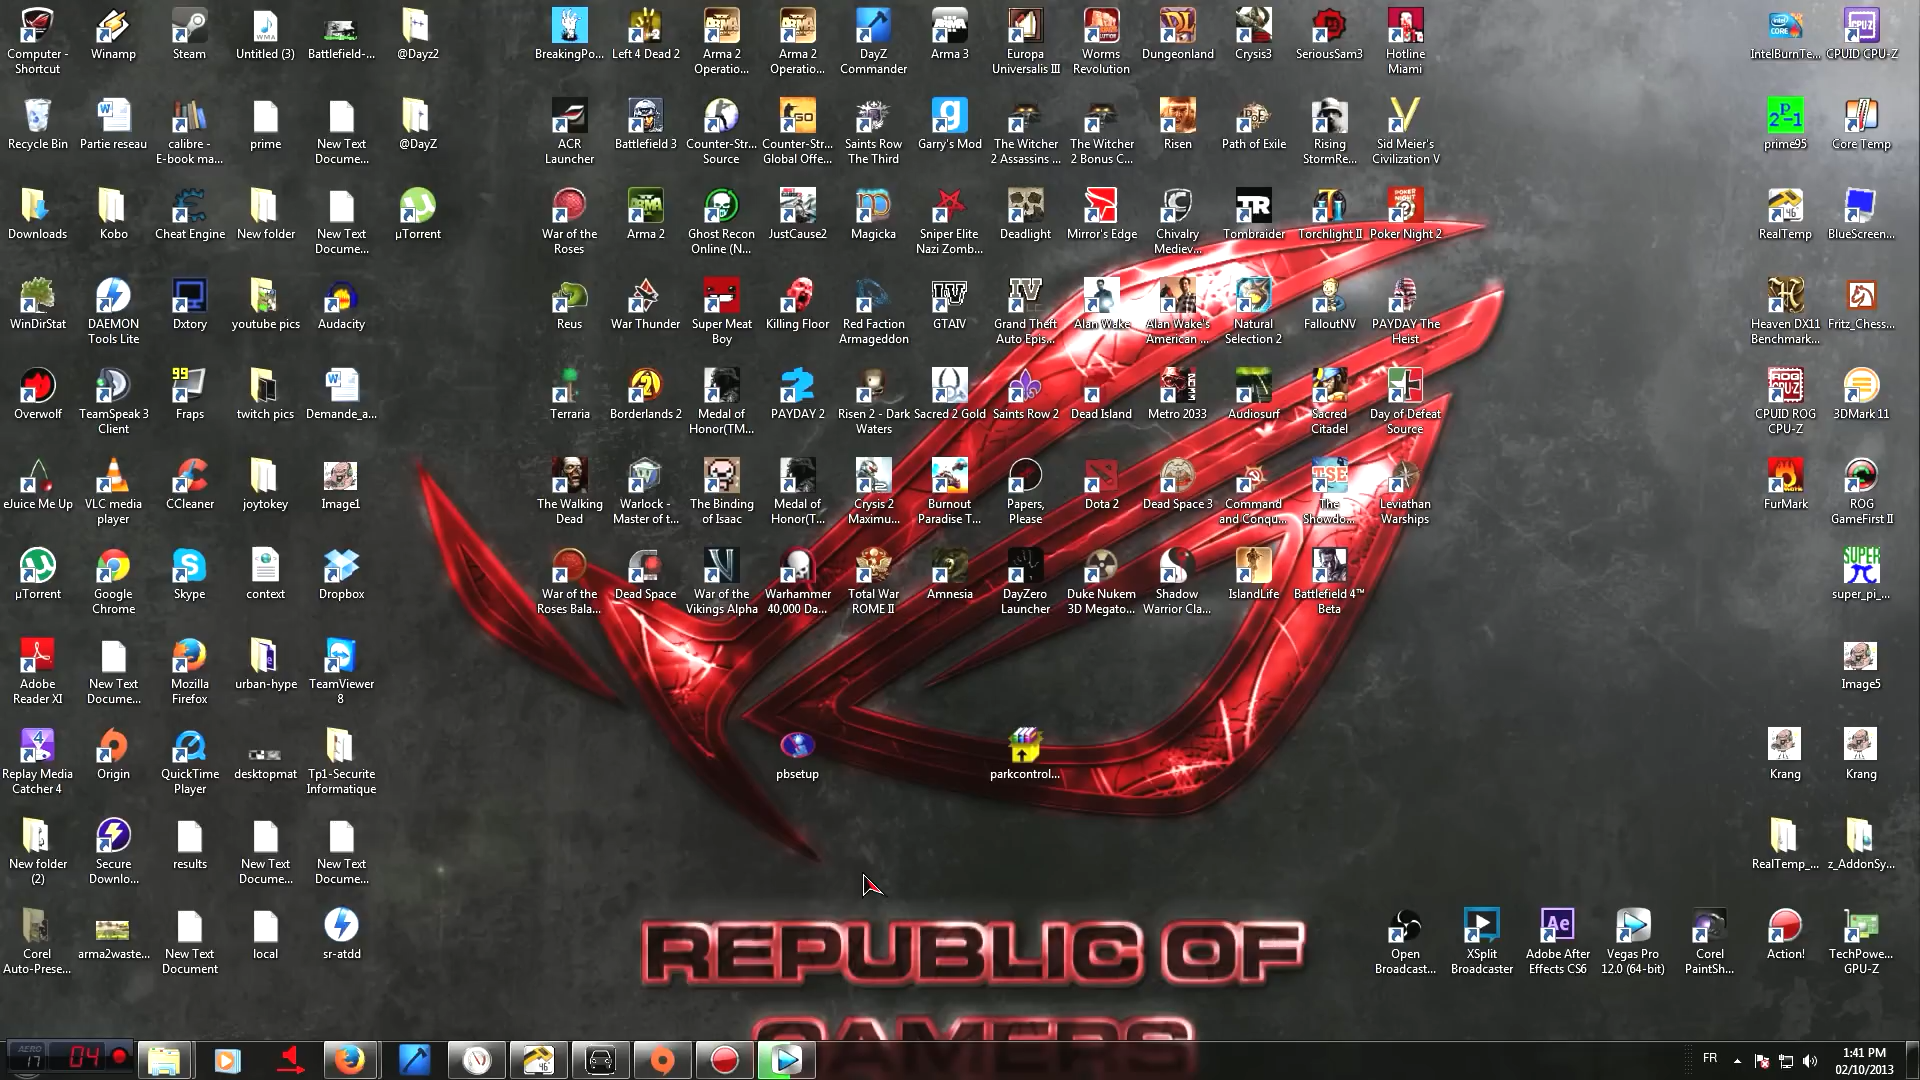 Computer - Shortcut
Winamp
Steam
Untitled (3)
Battlefield-...
@Dayz2
BreakingPo...
Left 4 Dead 2
Arma 2 Operatio...
Arma 2 Operatio...
DayZ Commander
Arma 3
Europa Universalis III
Worms Revolution
Dungeonland
Crysis3
SeriousSam3
Hotline Miami
IntelBurnTe...
CPUID CPU-Z
Recycle Bin
Partie reseau
calibre - E-book ma...
prime
New Text Docume...
@DayZ
ACR Launcher
Battlefield 3
Counter-Str... Source
Counter-Str... Global Offe...
Saints Row The Third
Garry's Mod
The Witcher 2 Assassins ...
The Witcher 2 Bonus C...
Risen
Path of Exile
Rising StormRe...
Sid Meier's Civilization V
prime95
Core Temp
Downloads
Kobo
Cheat Engine
New folder
New Text Docume...
µTorrent
War of the Roses
Arma 2
Ghost Recon Online (N...
JustCause2
Magicka
Sniper Elite Nazi Zomb...
Deadlight
Mirror's Edge
Chivalry Mediev...
Tombraider
Torchlight II
Poker Night 2
RealTemp
BlueScreen...
WinDirStat
DAEMON Tools Lite
Dxtory
youtube pics
Audacity
Reus
War Thunder
Super Meat Boy
Killing Floor
Red Faction Armageddon
GTAIV
Grand Theft Auto Epis...
Alan Wake
Alan Wake's American ...
Natural Selection 2
FalloutNV
PAYDAY The Heist
Heaven DX11 Benchmark...
Fritz_Chess...
Overwolf
TeamSpeak 3 Client
Fraps
twitch pics
Demande_a...
Terraria
Borderlands 2
Medal of Honor(TM...
PAYDAY 2
Risen 2 - Dark Waters
Sacred 2 Gold
Saints Row 2
Dead Island
Metro 2033
Audiosurf
Sacred Citadel
Day of Defeat Source
CPUID ROG CPU-Z
3DMark 11
eJuice Me Up
VLC media player
CCleaner
joytokey
Image1
The Walking Dead
Warlock - Master of t...
The Binding of Isaac
Medal of Honor(T...
Crysis 2 Maximu...
Burnout Paradise T...
Papers, Please
Dota 2
Dead Space 3
Command and Conqu...
The Showdo...
Leviathan Warships
FurMark
ROG GameFirst II
µTorrent
Google Chrome
Skype
context
Dropbox
War of the Roses Bala...
Dead Space
War of the Vikings Alpha
Warhammer 40,000 Da...
Total War ROME II
Amnesia
DayZero Launcher
Duke Nukem 3D Megato...
Shadow Warrior Cla...
IslandLife
Battlefield 4™ Beta
super_pi_...
Adobe Reader XI
New Text Docume...
Mozilla Firefox
urban-hype
TeamViewer 8
Image5
Replay Media Catcher 4
Origin
QuickTime Player
desktopmat
Tp1-Securite Informatique
pbsetup
parkcontrol...
Krang
Krang
New folder (2)
Secure Downlo...
results
New Text Docume...
New Text Docume...
RealTemp_...
z_AddonSy...
Corel Auto-Prese...
arma2waste...
New Text Document
local
sr-atdd
Open Broadcast...
XSplit Broadcaster
Adobe After Effects CS6
Vegas Pro 12.0 (64-bit)
Corel PaintSh...
Action!
TechPowe... GPU-Z
REPUBLIC OF
GAMERS
AERO
17
04
FR
1:41 PM
02/10/2013